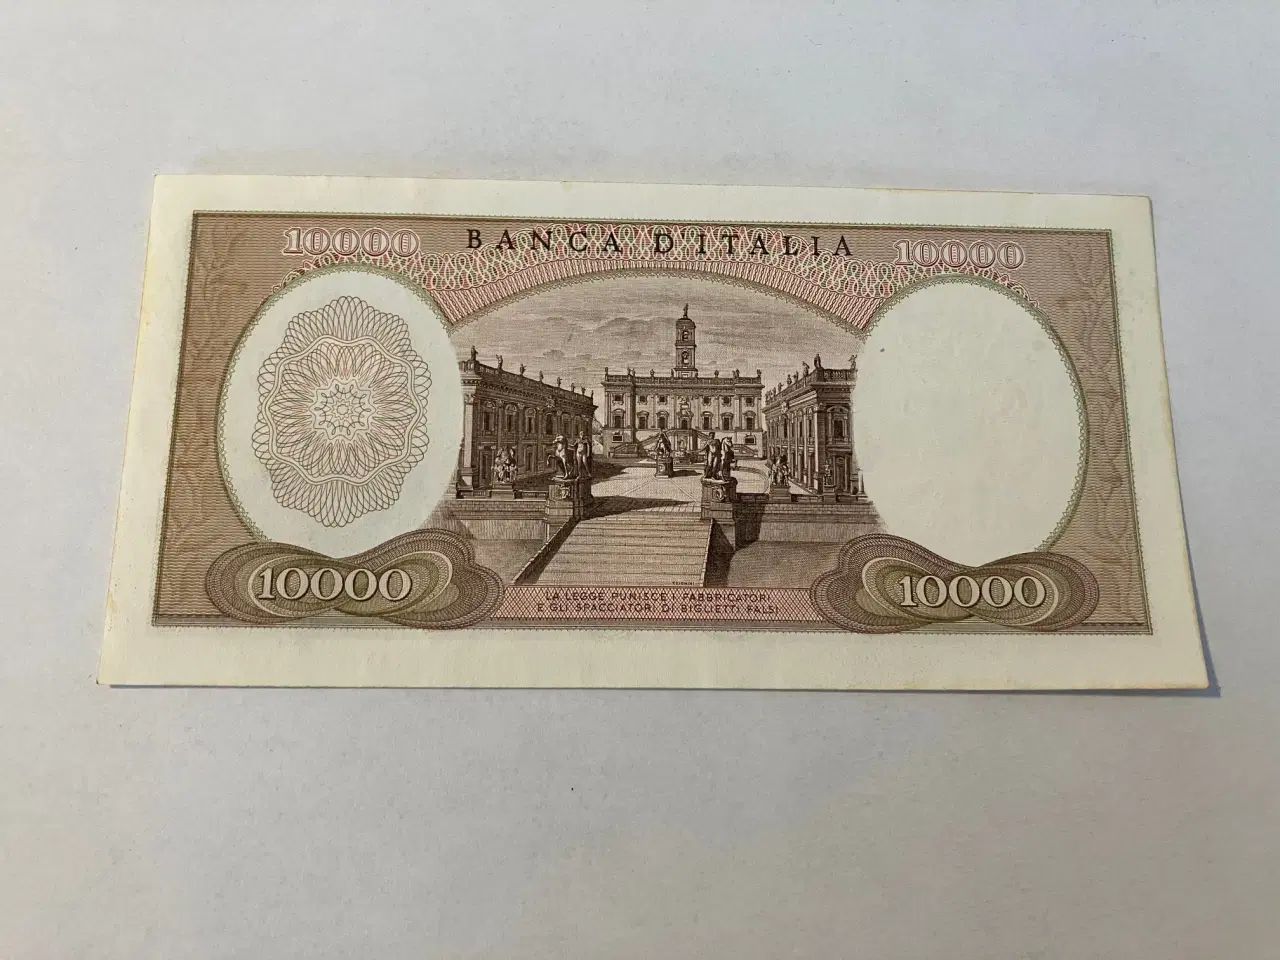 10000 BANCA D'ITALIA 10000
10000 LA LEGGE PUNISCE I FABBRICATORI 10000
E GLI SPACCIATORI DI BIGLIETTI FALSI